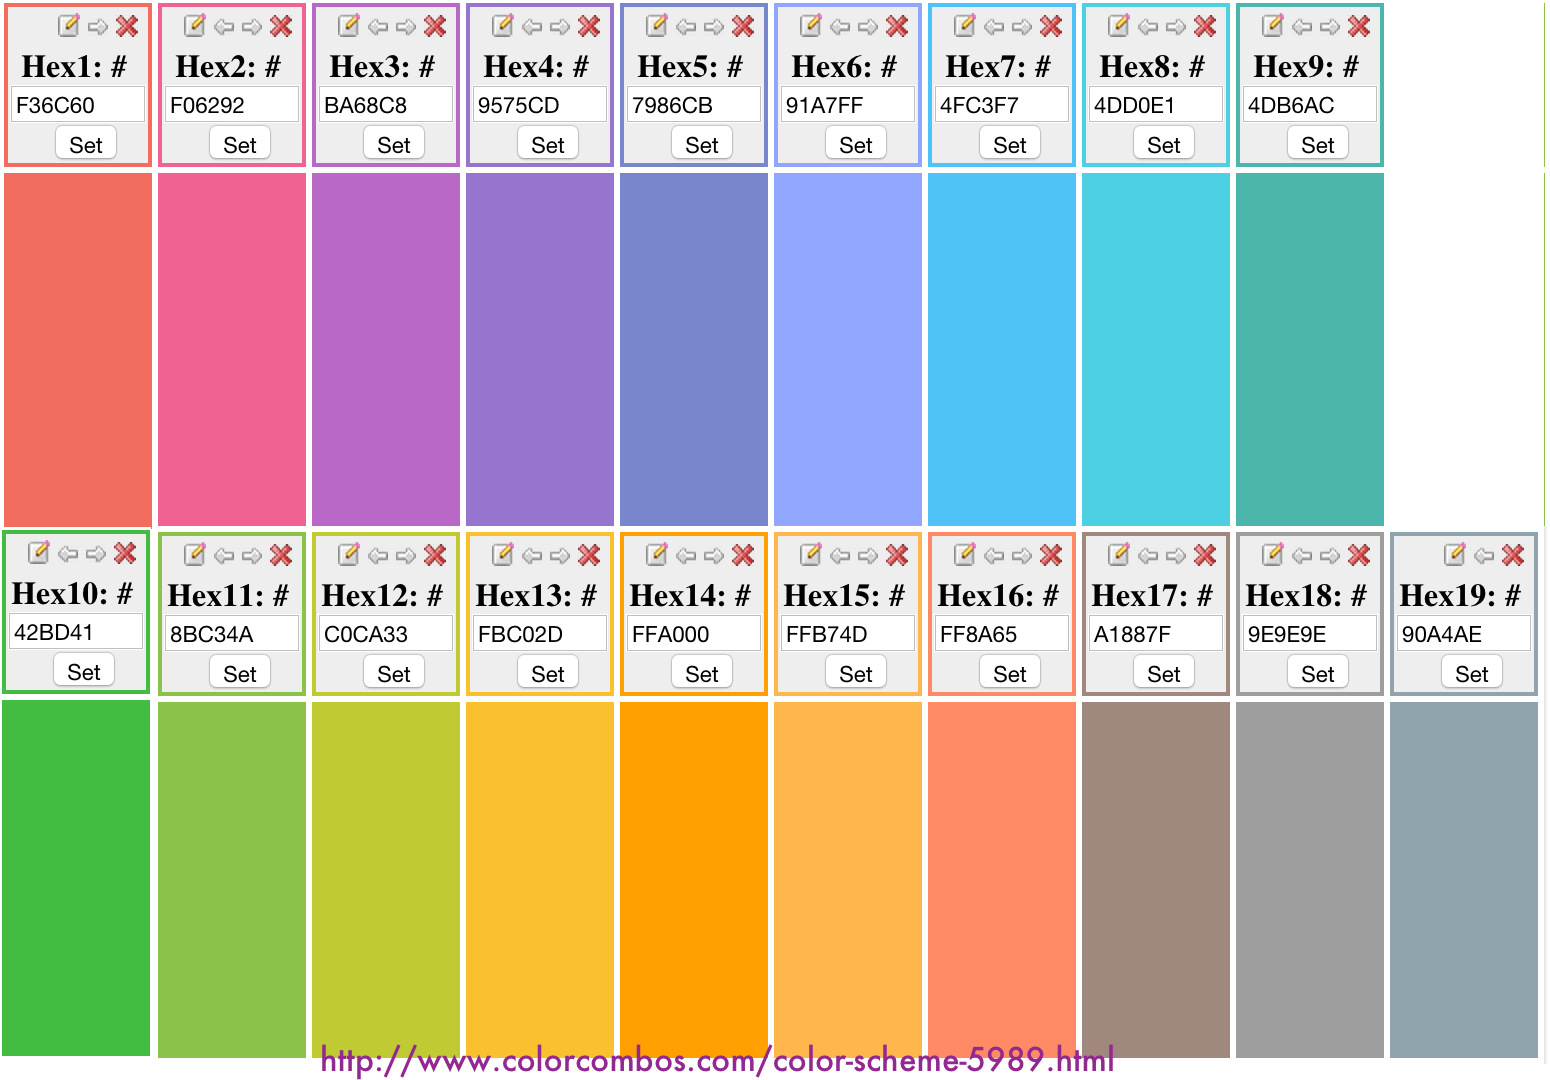 Hex1: # Hex2: # Hex3: # Hex4: # Hex5: # Hex6: # Hex7: # Hex8: # Hex9: #
F36C60 F06292 BA68C8 9575CD 7986CB 91A7FF 4FC3F7 4DD0E1 4DB6AC
Set Set Set Set Set Set Set Set Set
Hex10: # Hex11: # Hex12: # Hex13: # Hex14: # Hex15: # Hex16: # Hex17: # Hex18: # Hex19: #
42BD41 8BC34A C0CA33 FBC02D FFA000 FFB74D FF8A65 A1887F 9E9E9E 90A4AE
Set Set Set Set Set Set Set Set Set Set
http://www.colorcombos.com/color-scheme-5989.html